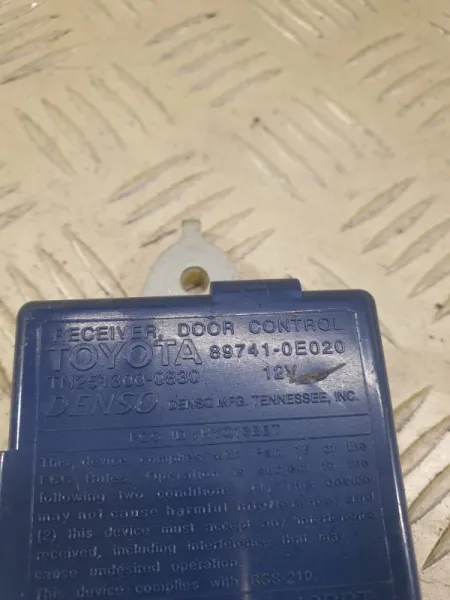 RECEIVER, DOOR CONTROL
TOYOTA 89741-0E020
12V
DENSO DENSO MFG. TENNESSEE, INC.
FCC ID:
This device complies with Part 15 of the
FCC Rules. Operation is subject to the
following two conditions: (1) This device
may not cause harmful interference, and
(2) this device must accept any interference
received, including interference that may
cause undesired operation.
This device complies with RSS-210.